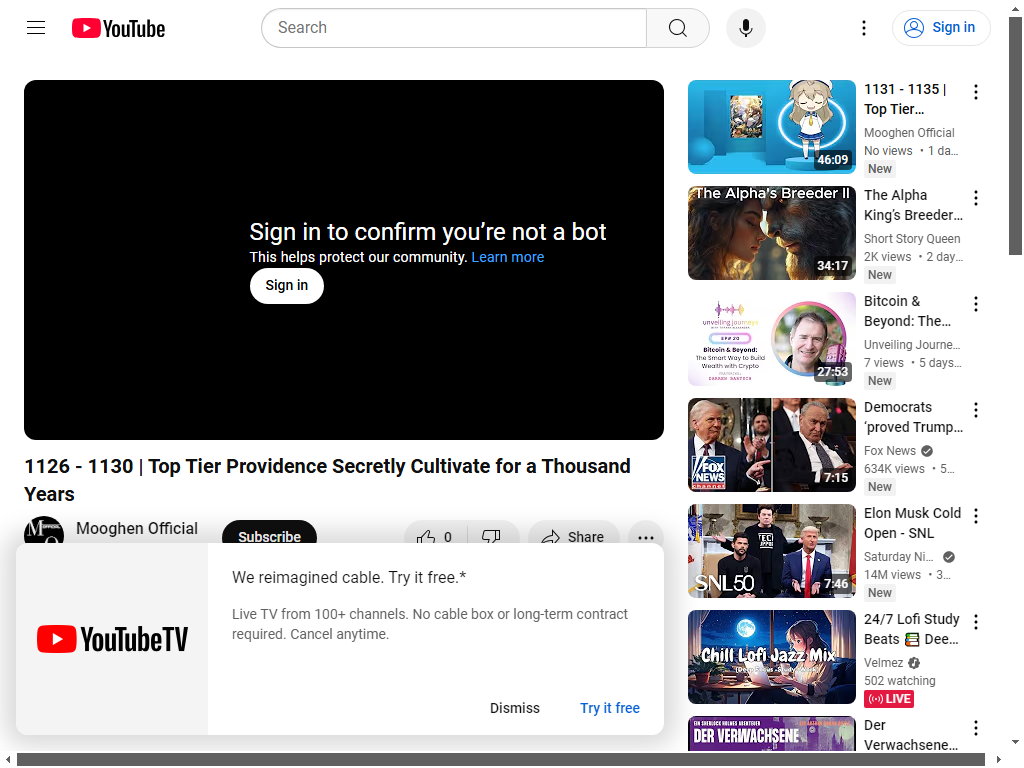 YouTube
Search
Sign in
Sign in to confirm you’re not a bot
This helps protect our community. Learn more
Sign in
1126 - 1130 | Top Tier Providence Secretly Cultivate for a Thousand
Years
Mooghen Official
Subscribe
0
Share
We reimagined cable. Try it free.*
Live TV from 100+ channels. No cable box or long-term contract
required. Cancel anytime.
YouTubeTV
Dismiss
Try it free
46:09
1131 - 1135 |
Top Tier…
Mooghen Official
No views • 1 da…
New
The Alpha's Breeder II
34:17
The Alpha
King’s Breeder…
Short Story Queen
2K views • 2 day…
New
unveiling journeys
EP# 20
Bitcoin & Beyond:
The Smart Way to Build
Wealth with Crypto
DARREN BARTSCH
27:53
Bitcoin &
Beyond: The…
Unveiling Journe…
7 views • 5 days…
New
FOX
NEWS
channel
7:15
Democrats
‘proved Trump…
Fox News
634K views • 5…
New
TECH
SUPPORT
SNL50
7:46
Elon Musk Cold
Open - SNL
Saturday Ni…
14M views • 3…
New
Chill Lofi Jazz Mix
24/7 Lofi Study
Beats 📚 Dee…
Velmez
502 watching
LIVE
EIN SHERLOCK HOLMES ABENTEUER
DER VERWACHSENE
Der
Verwachsene…